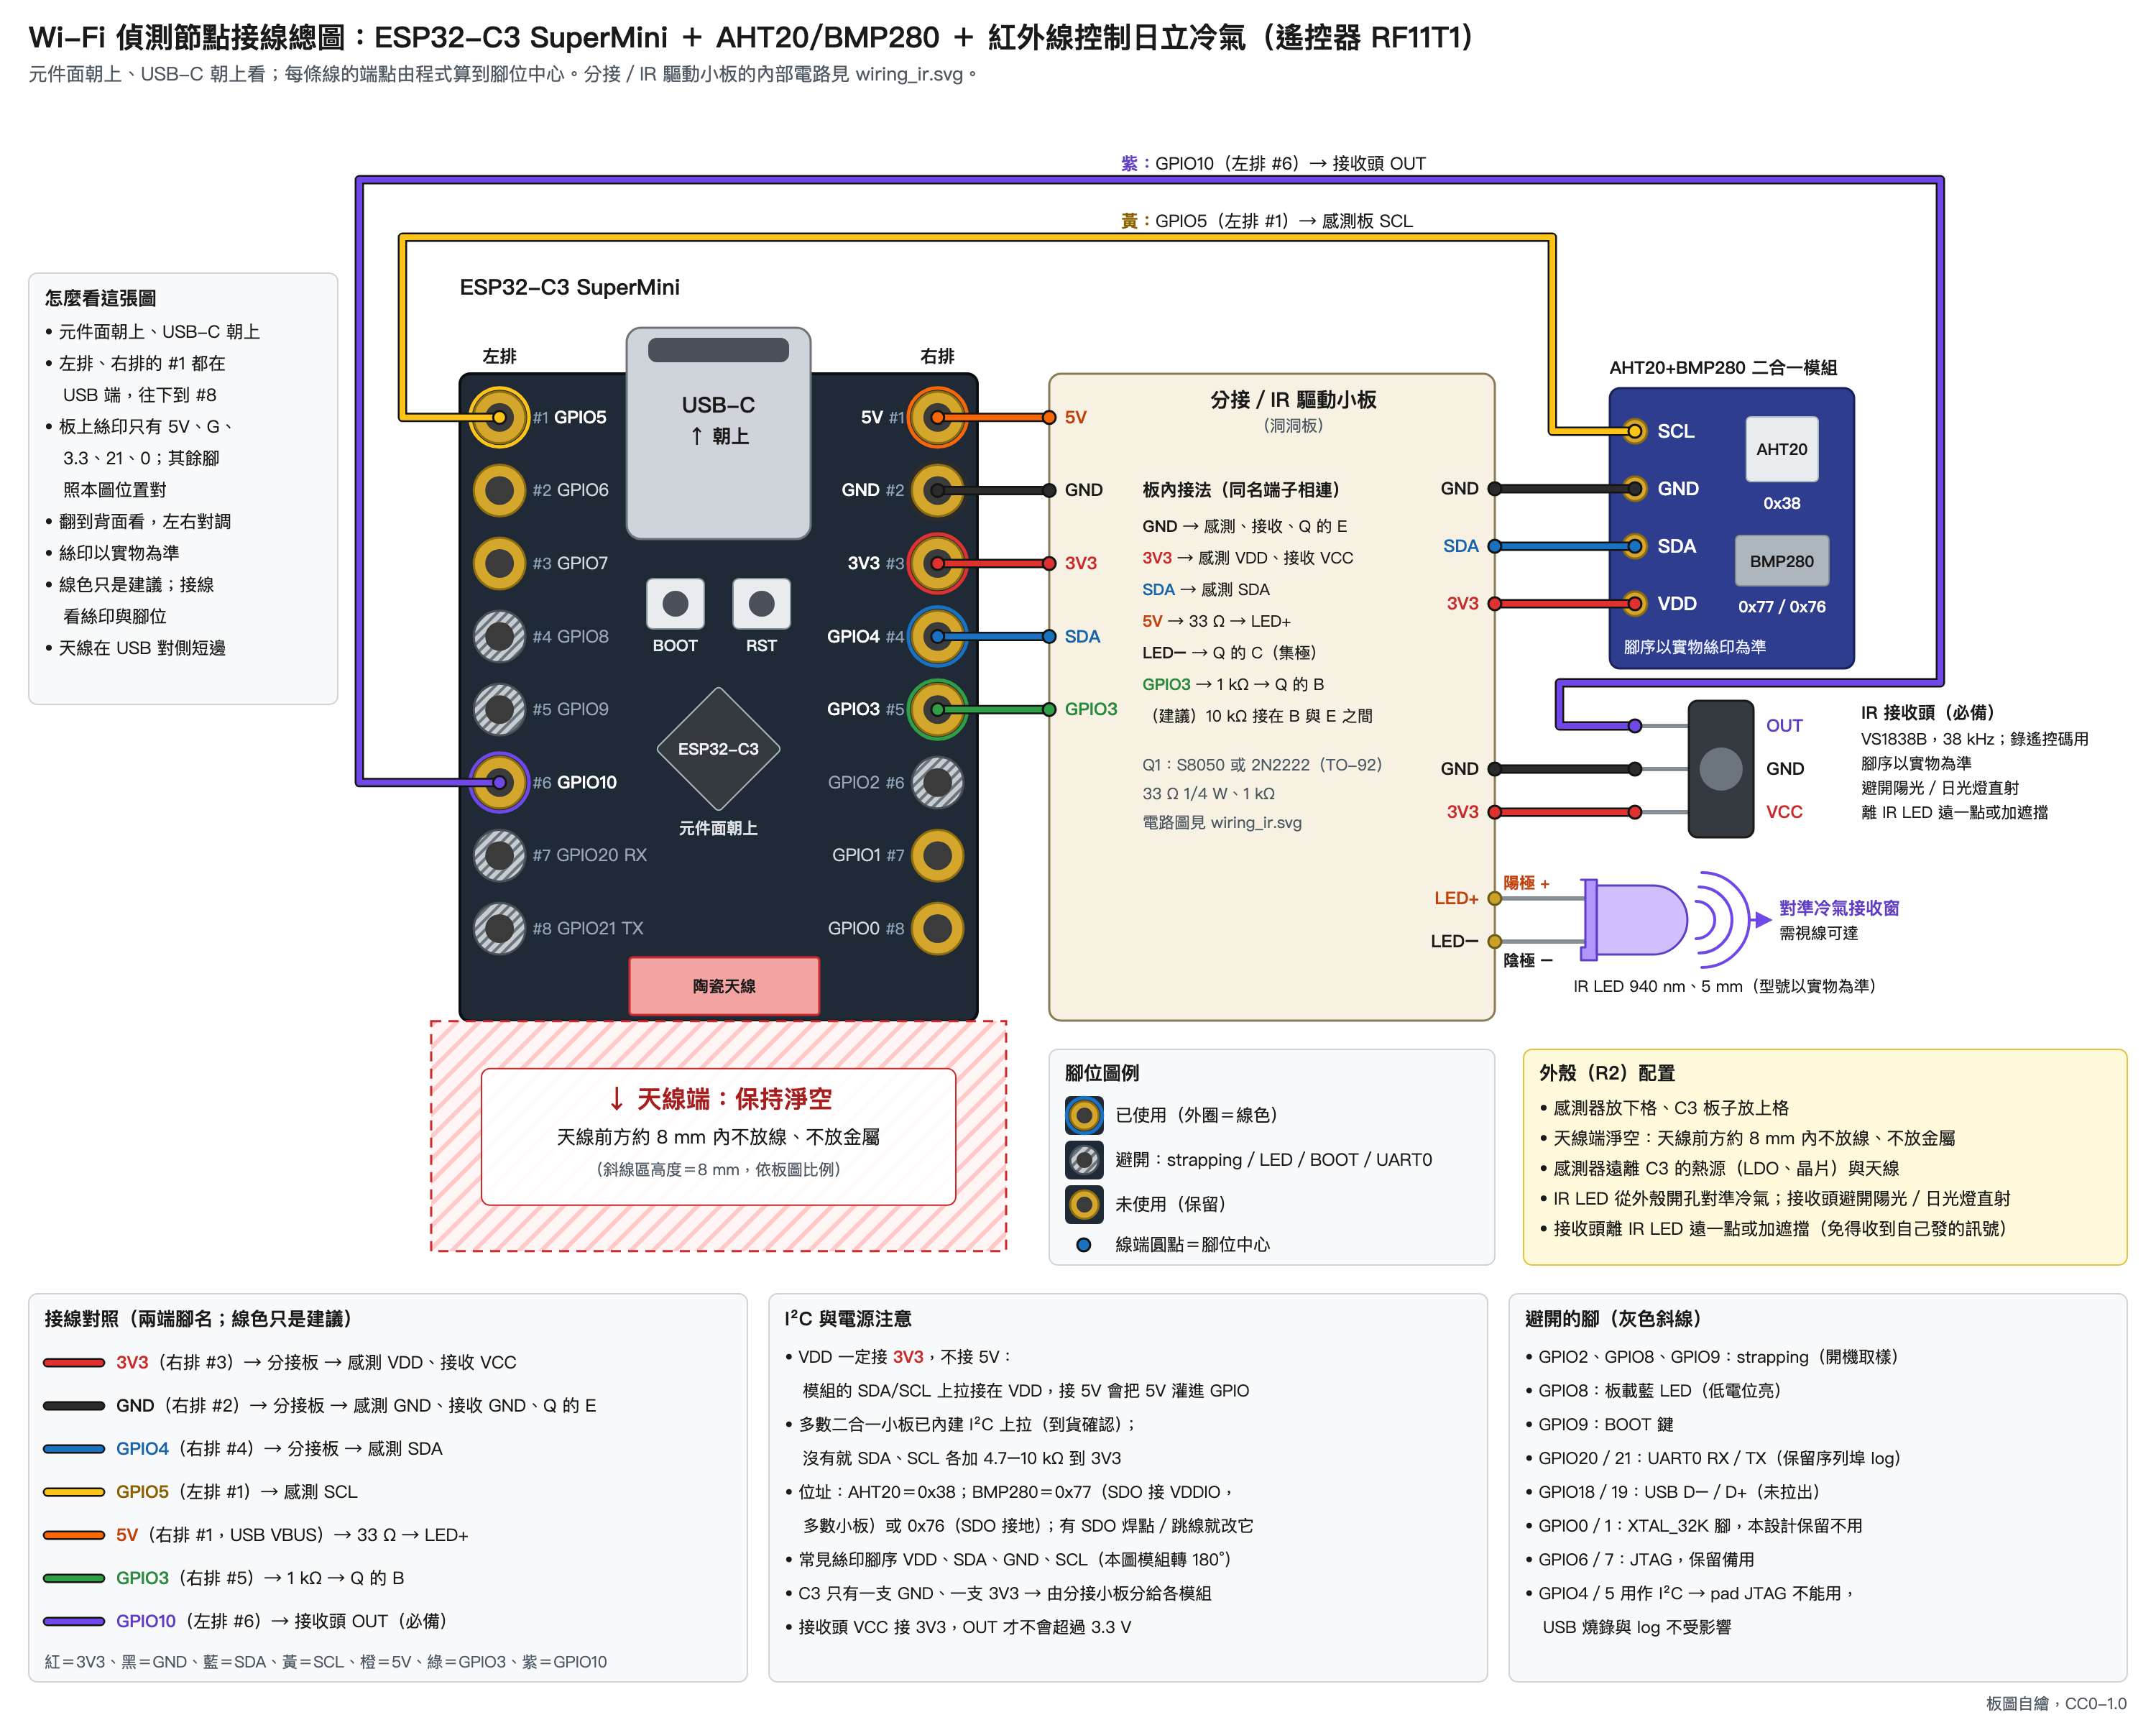 Wi-Fi 偵測節點接線總圖：ESP32-C3 SuperMini ＋ AHT20/BMP280 ＋ 紅外線控制日立冷氣（遙控器 RF11T1）
元件面朝上、USB-C 朝上看；每條線的端點由程式算到腳位中心。分接 / IR 驅動小板的內部電路見 wiring_ir.svg。
紫：GPIO10（左排 #6）→ 接收頭 OUT
黃：GPIO5（左排 #1）→ 感測板 SCL
怎麼看這張圖
• 元件面朝上、USB-C 朝上
• 左排、右排的 #1 都在
USB 端，往下到 #8
• 板上絲印只有 5V、G、
3.3、21、0；其餘腳
照本圖位置對
• 翻到背面看，左右對調
• 絲印以實物為準
• 線色只是建議；接線
看絲印與腳位
• 天線在 USB 對側短邊
ESP32-C3 SuperMini
左排
右排
USB-C
↑ 朝上
#1 GPIO5
#2 GPIO6
#3 GPIO7
#4 GPIO8
#5 GPIO9
#6 GPIO10
#7 GPIO20 RX
#8 GPIO21 TX
BOOT
RST
ESP32-C3
元件面朝上
5V #1
GND #2
3V3 #3
GPIO4 #4
GPIO3 #5
GPIO2 #6
GPIO1 #7
GPIO0 #8
陶瓷天線
↓ 天線端：保持淨空
天線前方約 8 mm 內不放線、不放金屬
（斜線區高度＝8 mm，依板圖比例）
分接 / IR 驅動小板
（洞洞板）
5V
GND
3V3
SDA
GPIO3
板內接法（同名端子相連）
GND → 感測、接收、Q 的 E
3V3 → 感測 VDD、接收 VCC
SDA → 感測 SDA
5V → 33 Ω → LED+
LED− → Q 的 C（集極）
GPIO3 → 1 kΩ → Q 的 B
（建議）10 kΩ 接在 B 與 E 之間
Q1：S8050 或 2N2222（TO-92）
33 Ω 1/4 W、1 kΩ
電路圖見 wiring_ir.svg
GND
SDA
3V3
GND
3V3
LED+
LED−
AHT20+BMP280 二合一模組
SCL
GND
SDA
VDD
AHT20
0x38
BMP280
0x77 / 0x76
腳序以實物絲印為準
OUT
GND
VCC
IR 接收頭（必備）
VS1838B，38 kHz；錄遙控碼用
腳序以實物為準
避開陽光 / 日光燈直射
離 IR LED 遠一點或加遮擋
陽極 +
陰極 −
對準冷氣接收窗
需視線可達
IR LED 940 nm、5 mm（型號以實物為準）
腳位圖例
已使用（外圈＝線色）
避開：strapping / LED / BOOT / UART0
未使用（保留）
線端圓點＝腳位中心
外殼（R2）配置
• 感測器放下格、C3 板子放上格
• 天線端淨空：天線前方約 8 mm 內不放線、不放金屬
• 感測器遠離 C3 的熱源（LDO、晶片）與天線
• IR LED 從外殼開孔對準冷氣；接收頭避開陽光 / 日光燈直射
• 接收頭離 IR LED 遠一點或加遮擋（免得收到自己發的訊號）
接線對照（兩端腳名；線色只是建議）
3V3（右排 #3）→ 分接板 → 感測 VDD、接收 VCC
GND（右排 #2）→ 分接板 → 感測 GND、接收 GND、Q 的 E
GPIO4（右排 #4）→ 分接板 → 感測 SDA
GPIO5（左排 #1）→ 感測 SCL
5V（右排 #1，USB VBUS）→ 33 Ω → LED+
GPIO3（右排 #5）→ 1 kΩ → Q 的 B
GPIO10（左排 #6）→ 接收頭 OUT（必備）
紅＝3V3、黑＝GND、藍＝SDA、黃＝SCL、橙＝5V、綠＝GPIO3、紫＝GPIO10
I²C 與電源注意
• VDD 一定接 3V3，不接 5V：
模組的 SDA/SCL 上拉接在 VDD，接 5V 會把 5V 灌進 GPIO
• 多數二合一小板已內建 I²C 上拉（到貨確認）；
沒有就 SDA、SCL 各加 4.7–10 kΩ 到 3V3
• 位址：AHT20＝0x38；BMP280＝0x77（SDO 接 VDDIO，
多數小板）或 0x76（SDO 接地）；有 SDO 焊點 / 跳線就改它
• 常見絲印腳序 VDD、SDA、GND、SCL（本圖模組轉 180°）
• C3 只有一支 GND、一支 3V3 → 由分接小板分給各模組
• 接收頭 VCC 接 3V3，OUT 才不會超過 3.3 V
避開的腳（灰色斜線）
• GPIO2、GPIO8、GPIO9：strapping（開機取樣）
• GPIO8：板載藍 LED（低電位亮）
• GPIO9：BOOT 鍵
• GPIO20 / 21：UART0 RX / TX（保留序列埠 log）
• GPIO18 / 19：USB D− / D+（未拉出）
• GPIO0 / 1：XTAL_32K 腳，本設計保留不用
• GPIO6 / 7：JTAG，保留備用
• GPIO4 / 5 用作 I²C → pad JTAG 不能用，
USB 燒錄與 log 不受影響
板圖自繪，CC0-1.0